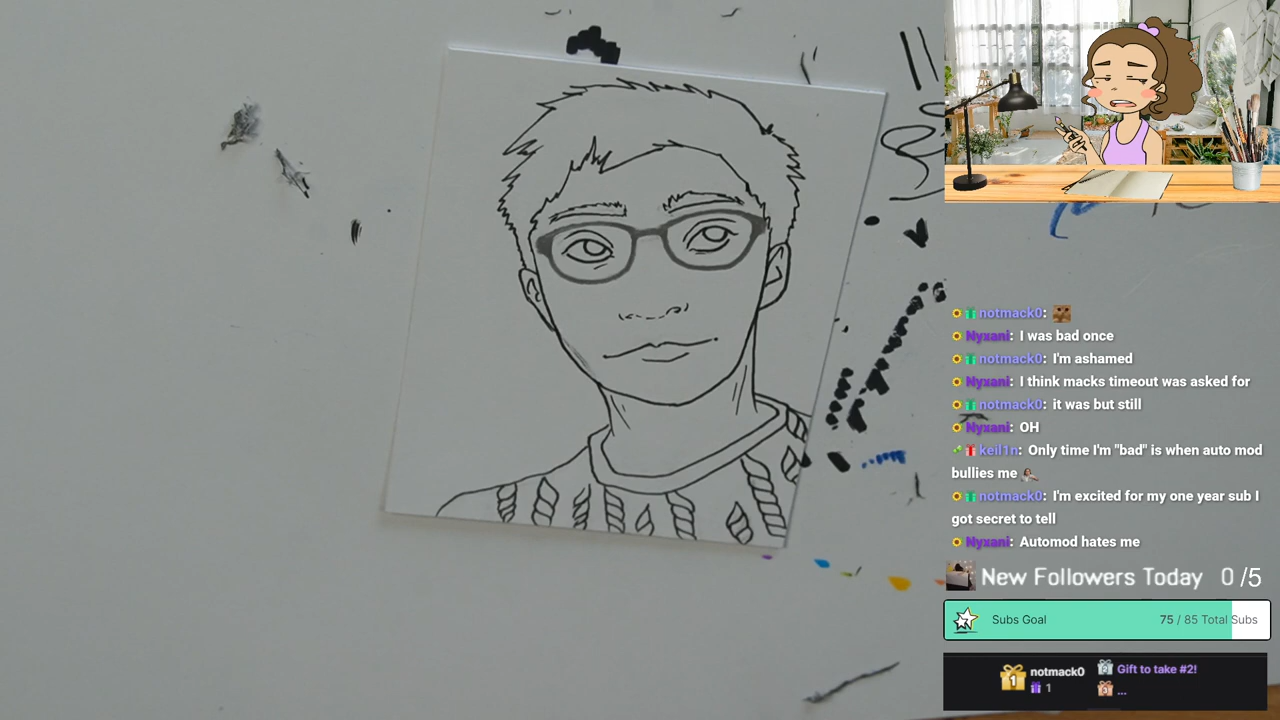 notmack0:
Nyxani: I was bad once
notmack0: I'm ashamed
Nyxani: I think macks timeout was asked for
notmack0: it was but still
Nyxani: OH
keil1n: Only time I'm "bad" is when auto mod
bullies me
notmack0: I'm excited for my one year sub I
got secret to tell
Nyxani: Automod hates me
New Followers Today 0 /5
Subs Goal 75 / 85 Total Subs
1 notmack0 1
2 Gift to take #2!
3 ...